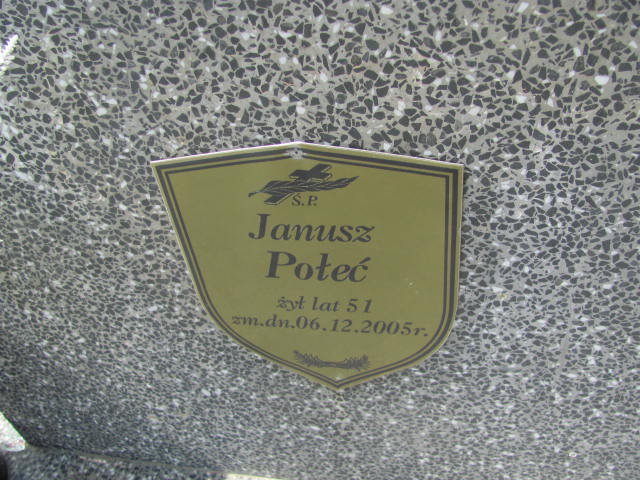 Ś.P.
Janusz
Połeć
żył lat 51
zm.dn.06.12.2005r.